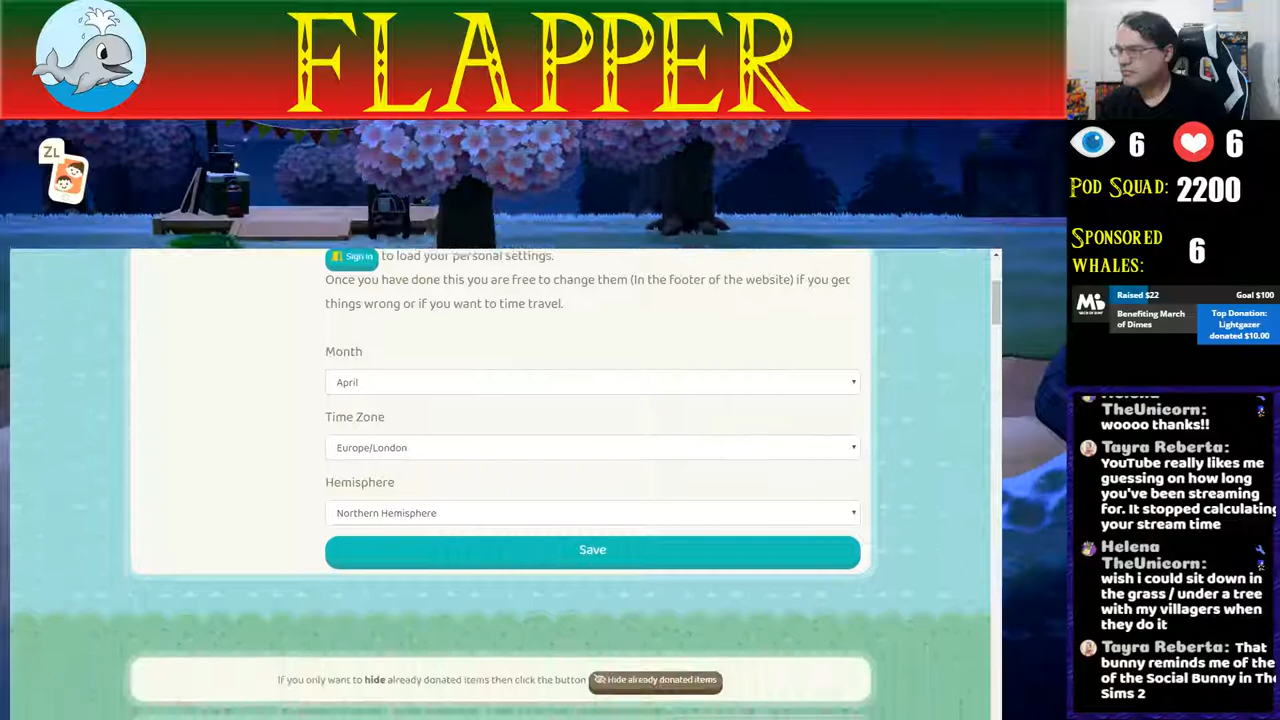 FLAPPER
ZL
6
6
POD SQUAD: 2200
SPONSORED
WHALES:
6
Raised $22
Goal $100
Benefiting March
of Dimes
Top Donation:
Lightgazer
donated $10.00
Sign in to load your personal settings.
Once you have done this you are free to change them (In the footer of the website) if you get
things wrong or if you want to time travel.
Month
April
Time Zone
Europe/London
Hemisphere
Northern Hemisphere
Save
If you only want to hide already donated items then click the button
Hide already donated items
Helena
TheUnicorn:
woooo thanks!!
Tayra Reberta:
YouTube really likes me
guessing on how long
you've been streaming
for. It stopped calculating
your stream time
Helena
TheUnicorn:
wish i could sit down in
the grass / under a tree
with my villagers when
they do it
Tayra Reberta: That
bunny reminds me of the
of the Social Bunny in The
Sims 2